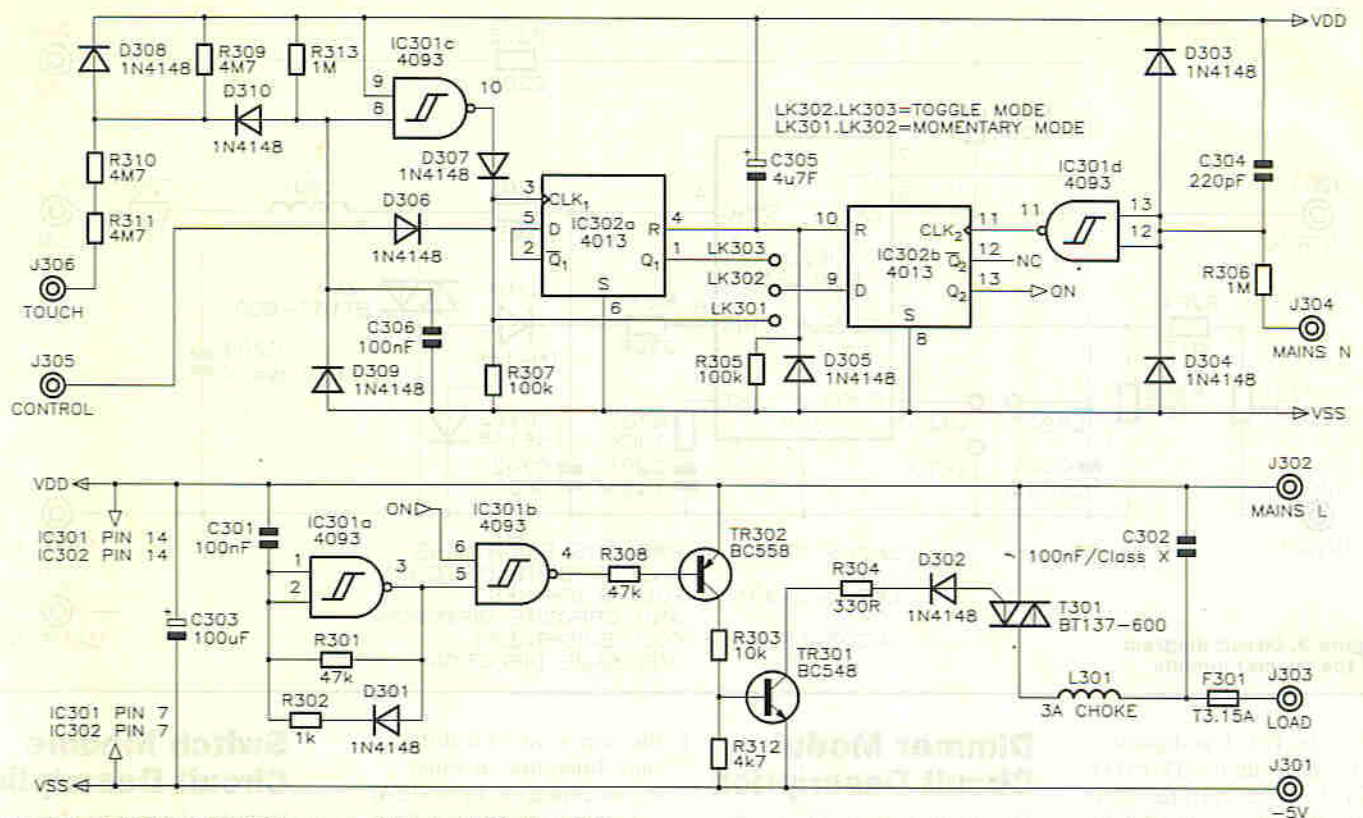 VDD
D308
1N4148
R309
4M7
R313
1M
IC301c
4093
9
8
10
D310
1N4148
D303
1N4148
LK302.LK303=TOGGLE MODE
LK301.LK302=MOMENTARY MODE
R310
4M7
R311
4M7
D307
1N4148
D306
1N4148
+
C305
4u7F
IC301d
4093
C304
220pF
3
CLK1
5
D
2
Q1
IC302a
4013
R
4
Q1
1
S
6
LK303
LK302
LK301
10
R
CLK2
11
11
13
12
IC302b
4013
Q2
12
NC
9
D
Q2
13
ON
S
8
R306
1M
J304
MAINS N
J306
TOUCH
J305
CONTROL
C306
100nF
D309
1N4148
R307
100k
R305
100k
D305
1N4148
D304
1N4148
VSS
J302
MAINS L
VDD
IC301 PIN 14
IC302 PIN 14
C301
100nF
IC301a
4093
1
2
3
ON
IC301b
4093
6
5
4
R308
47k
TR302
BC558
C302
100nF/Class X
R304
330R
D302
1N4148
T301
BT137-600
+
C303
100uF
R301
47k
R302
1k
D301
1N4148
R303
10k
TR301
BC548
L301
3A CHOKE
F301
T3.15A
J303
LOAD
IC301 PIN 7
IC302 PIN 7
R312
4k7
VSS
J301
-5V